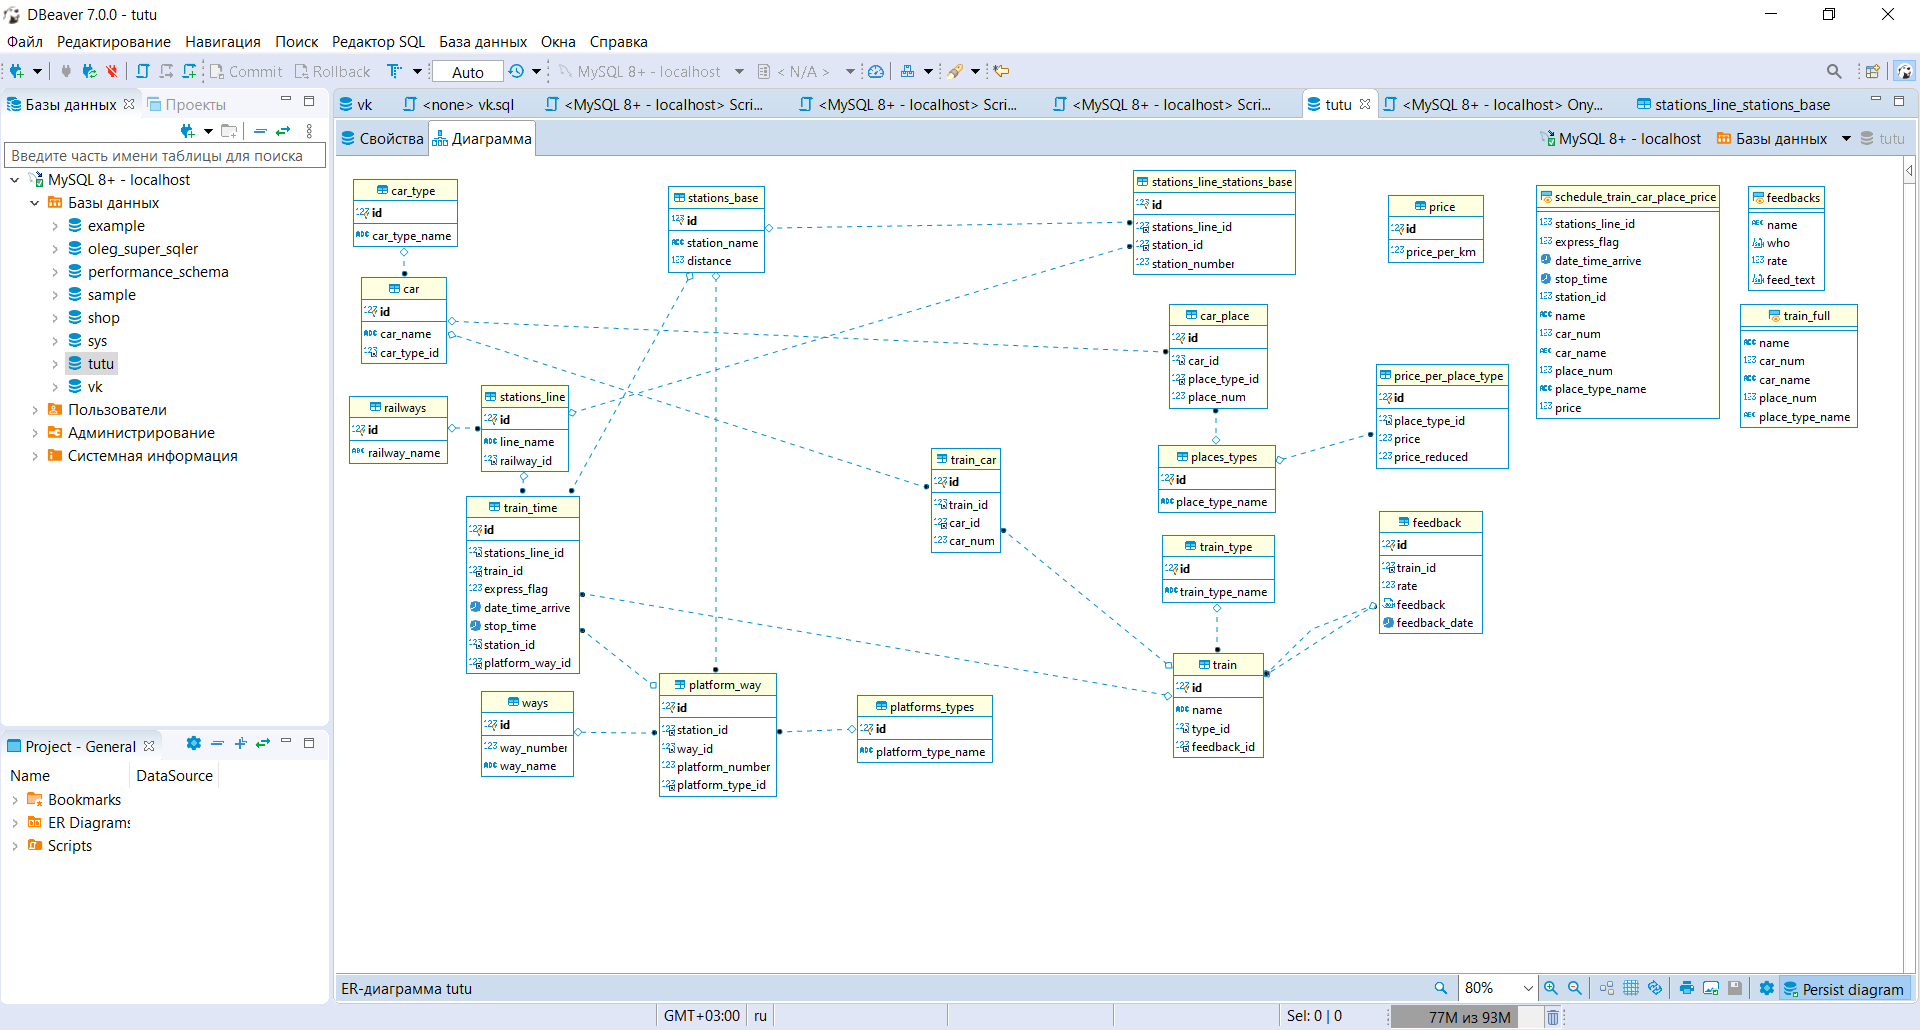 DBeaver 7.0.0 - tutu
Файл Редактирование Навигация Поиск Редактор SQL База данных Окна Справка
Commit Rollback Auto MySQL 8+ - localhost < N/A >
Базы данных Проекты
Введите часть имени таблицы для поиска
MySQL 8+ - localhost
Базы данных
example
oleg_super_sqler
performance_schema
sample
shop
sys
tutu
vk
Пользователи
Администрирование
Системная информация
Project - General
Name DataSource
Bookmarks
ER Diagrams
Scripts
vk <none> vk.sql <MySQL 8+ - localhost> Scri... <MySQL 8+ - localhost> Scri... <MySQL 8+ - localhost> Scri... tutu <MySQL 8+ - localhost> Опу... stations_line_stations_base
Свойства Диаграмма MySQL 8+ - localhost Базы данных tutu
car_type
id
car_type_name
car
id
car_name
car_type_id
railways
id
railway_name
stations_line
id
line_name
railway_id
train_time
id
stations_line_id
train_id
express_flag
date_time_arrive
stop_time
station_id
platform_way_id
ways
id
way_number
way_name
stations_base
id
station_name
distance
platform_way
id
station_id
way_id
platform_number
platform_type_id
platforms_types
id
platform_type_name
train_car
id
train_id
car_id
car_num
stations_line_stations_base
id
stations_line_id
station_id
station_number
car_place
id
car_id
place_type_id
place_num
places_types
id
place_type_name
train_type
id
train_type_name
train
id
name
type_id
feedback_id
price
id
price_per_km
price_per_place_type
id
place_type_id
price
price_reduced
feedback
id
train_id
rate
feedback
feedback_date
schedule_train_car_place_price
stations_line_id
express_flag
date_time_arrive
stop_time
station_id
name
car_num
car_name
place_num
place_type_name
price
feedbacks
name
who
rate
feed_text
train_full
name
car_num
car_name
place_num
place_type_name
ER-диаграмма tutu 80% Persist diagram
GMT+03:00 ru Sel: 0 | 0 77M из 93M